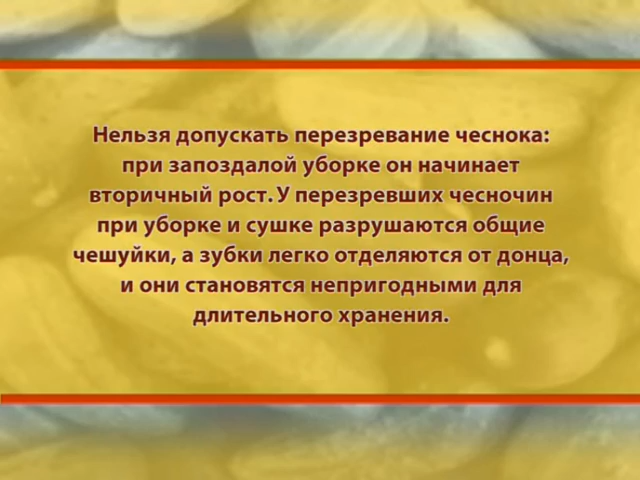 Нельзя допускать перезревание чеснока:
при запоздалой уборке он начинает
вторичный рост. У перезревших чесночин
при уборке и сушке разрушаются общие
чешуйки, а зубки легко отделяются от донца,
и они становятся непригодными для
длительного хранения.